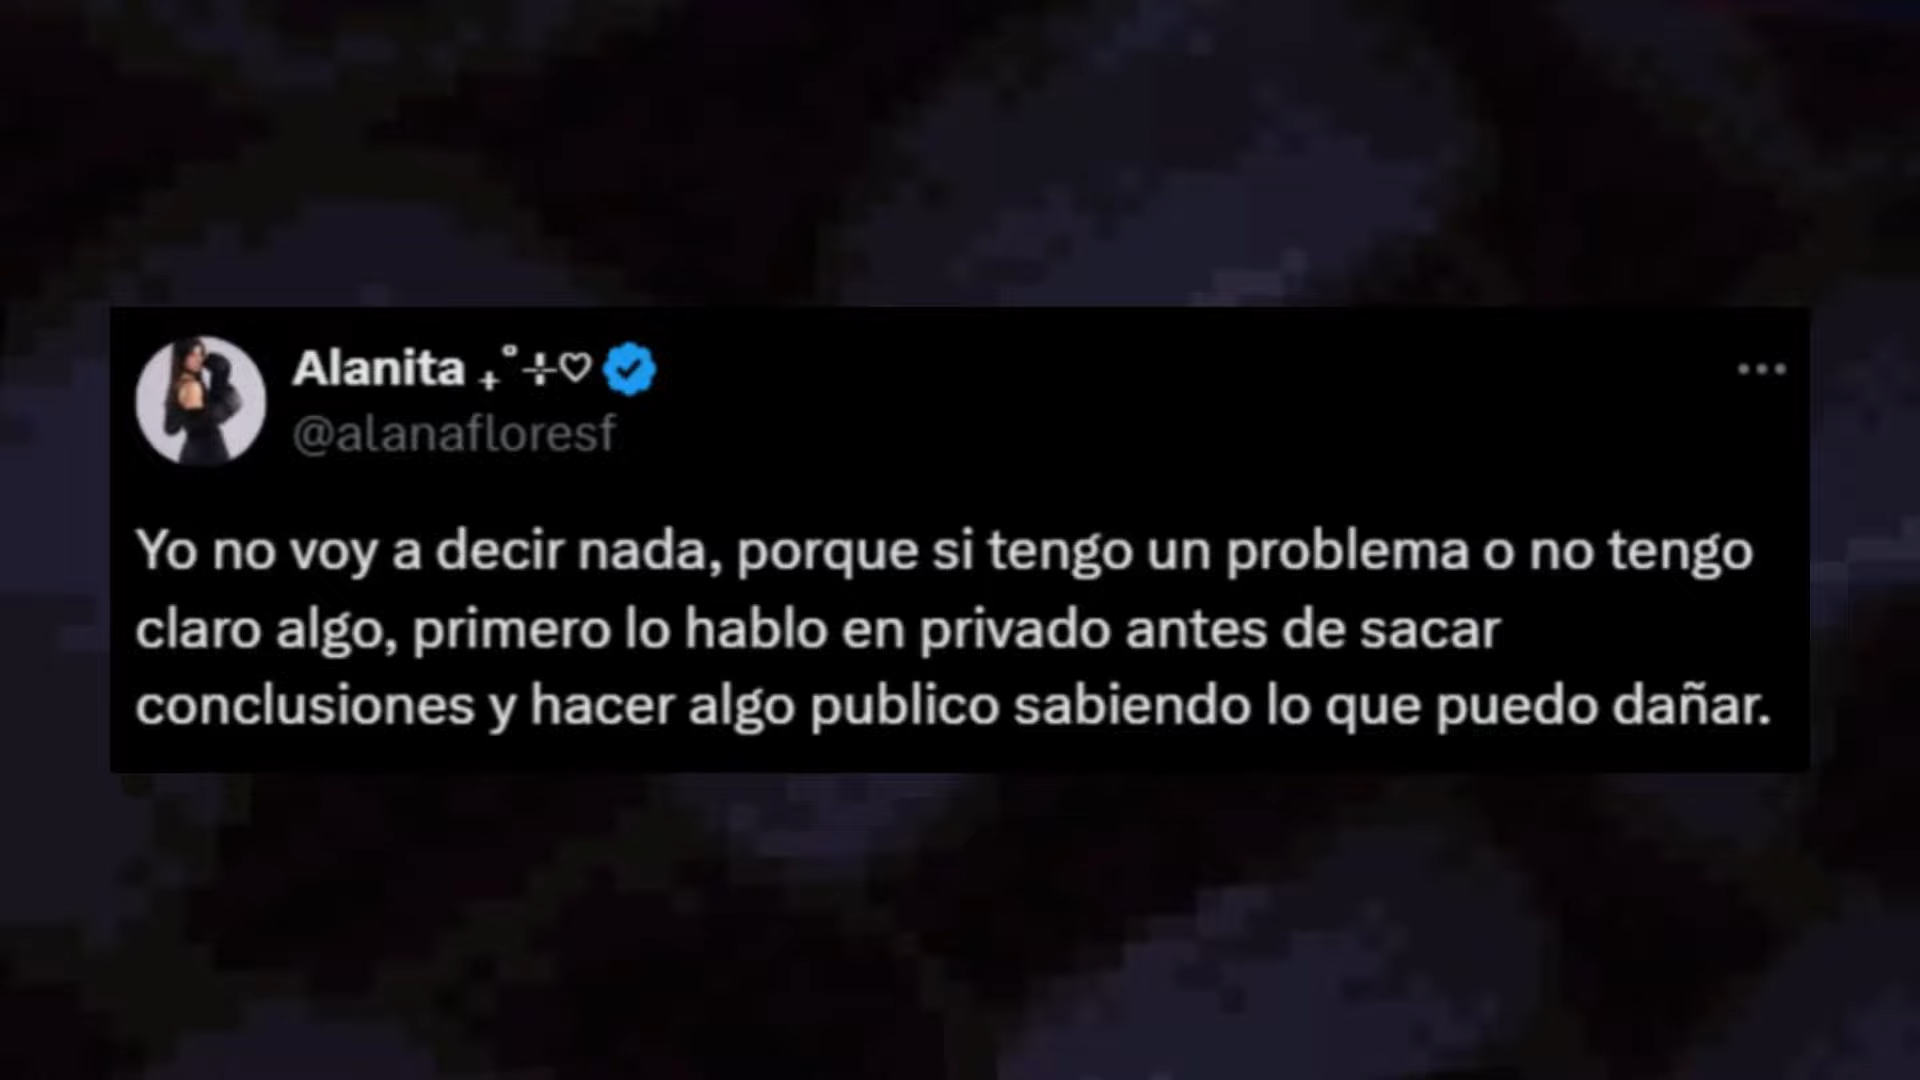 Alanita ₊˚⊹♡
@alanafloresf
Yo no voy a decir nada, porque si tengo un problema o no tengo
claro algo, primero lo hablo en privado antes de sacar
conclusiones y hacer algo publico sabiendo lo que puedo dañar.